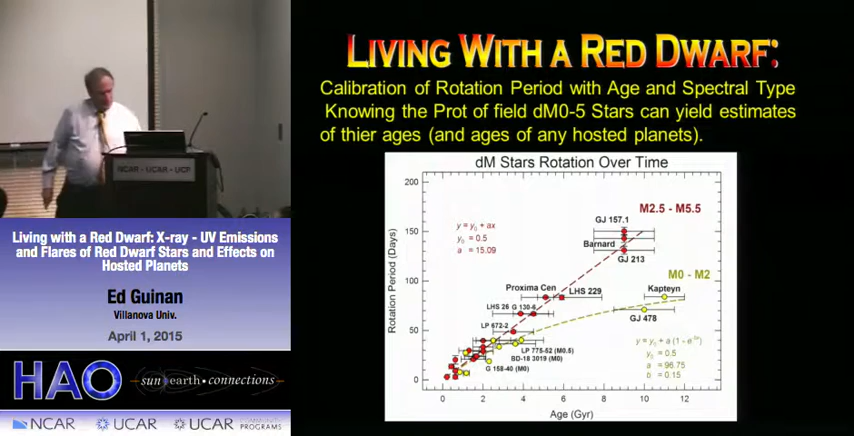 LIVING WITH A RED DWARF:
Calibration of Rotation Period with Age and Spectral Type
Knowing the Prot of field dM0-5 Stars can yield estimates
of thier ages (and ages of any hosted planets).
dM Stars Rotation Over Time
200
150
100
50
0
Rotation Period (Days)
0 2 4 6 8 10 12
Age (Gyr)
y = y₀ + ax
y₀ = 0.5
a = 15.09
M2.5 - M5.5
GJ 157.1
Barnard
GJ 213
M0 - M2
Proxima Cen
LHS 229
Kapteyn
LHS 26
GJ 478
LP 672-2
LP 775-52 (M0.5)
BD-18 3019 (M0)
G 158-40 (M0)
y₀ = 0.5
a = 96.75
b = 0.15
NCAR - UCAR - UCP
Living with a Red Dwarf: X-ray - UV Emissions
and Flares of Red Dwarf Stars and Effects on
Hosted Planets
Ed Guinan
Villanova Univ.
April 1, 2015
HAO
sun earth connections
NCAR
UCAR
UCAR COMMUNITY PROGRAMS